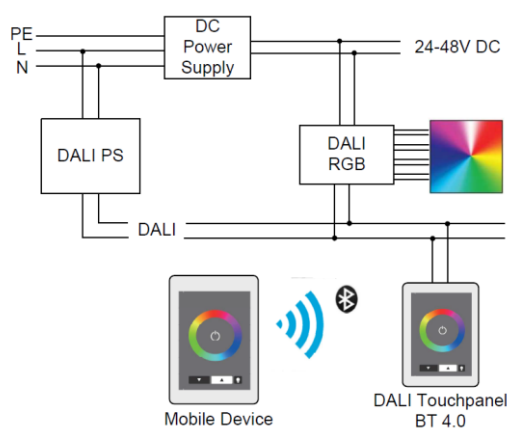 DC
Power
Supply
PE
L
N
24-48V DC
DALI PS
DALI
RGB
DALI
Mobile Device
DALI Touchpanel
BT 4.0